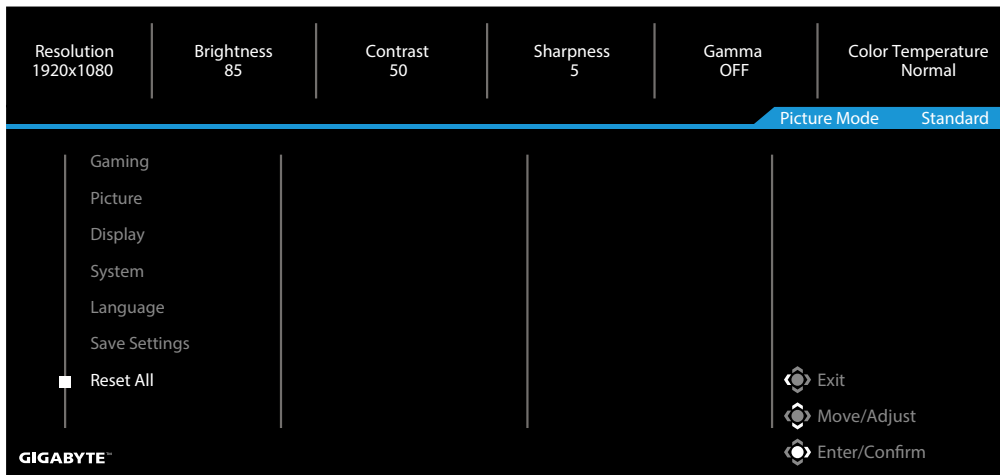 Resolution
1920x1080
Brightness
85
Contrast
50
Sharpness
5
Gamma
OFF
Color Temperature
Normal
Picture Mode Standard
Gaming
Picture
Display
System
Language
Save Settings
Reset All
Exit
Move/Adjust
Enter/Confirm
GIGABYTE™